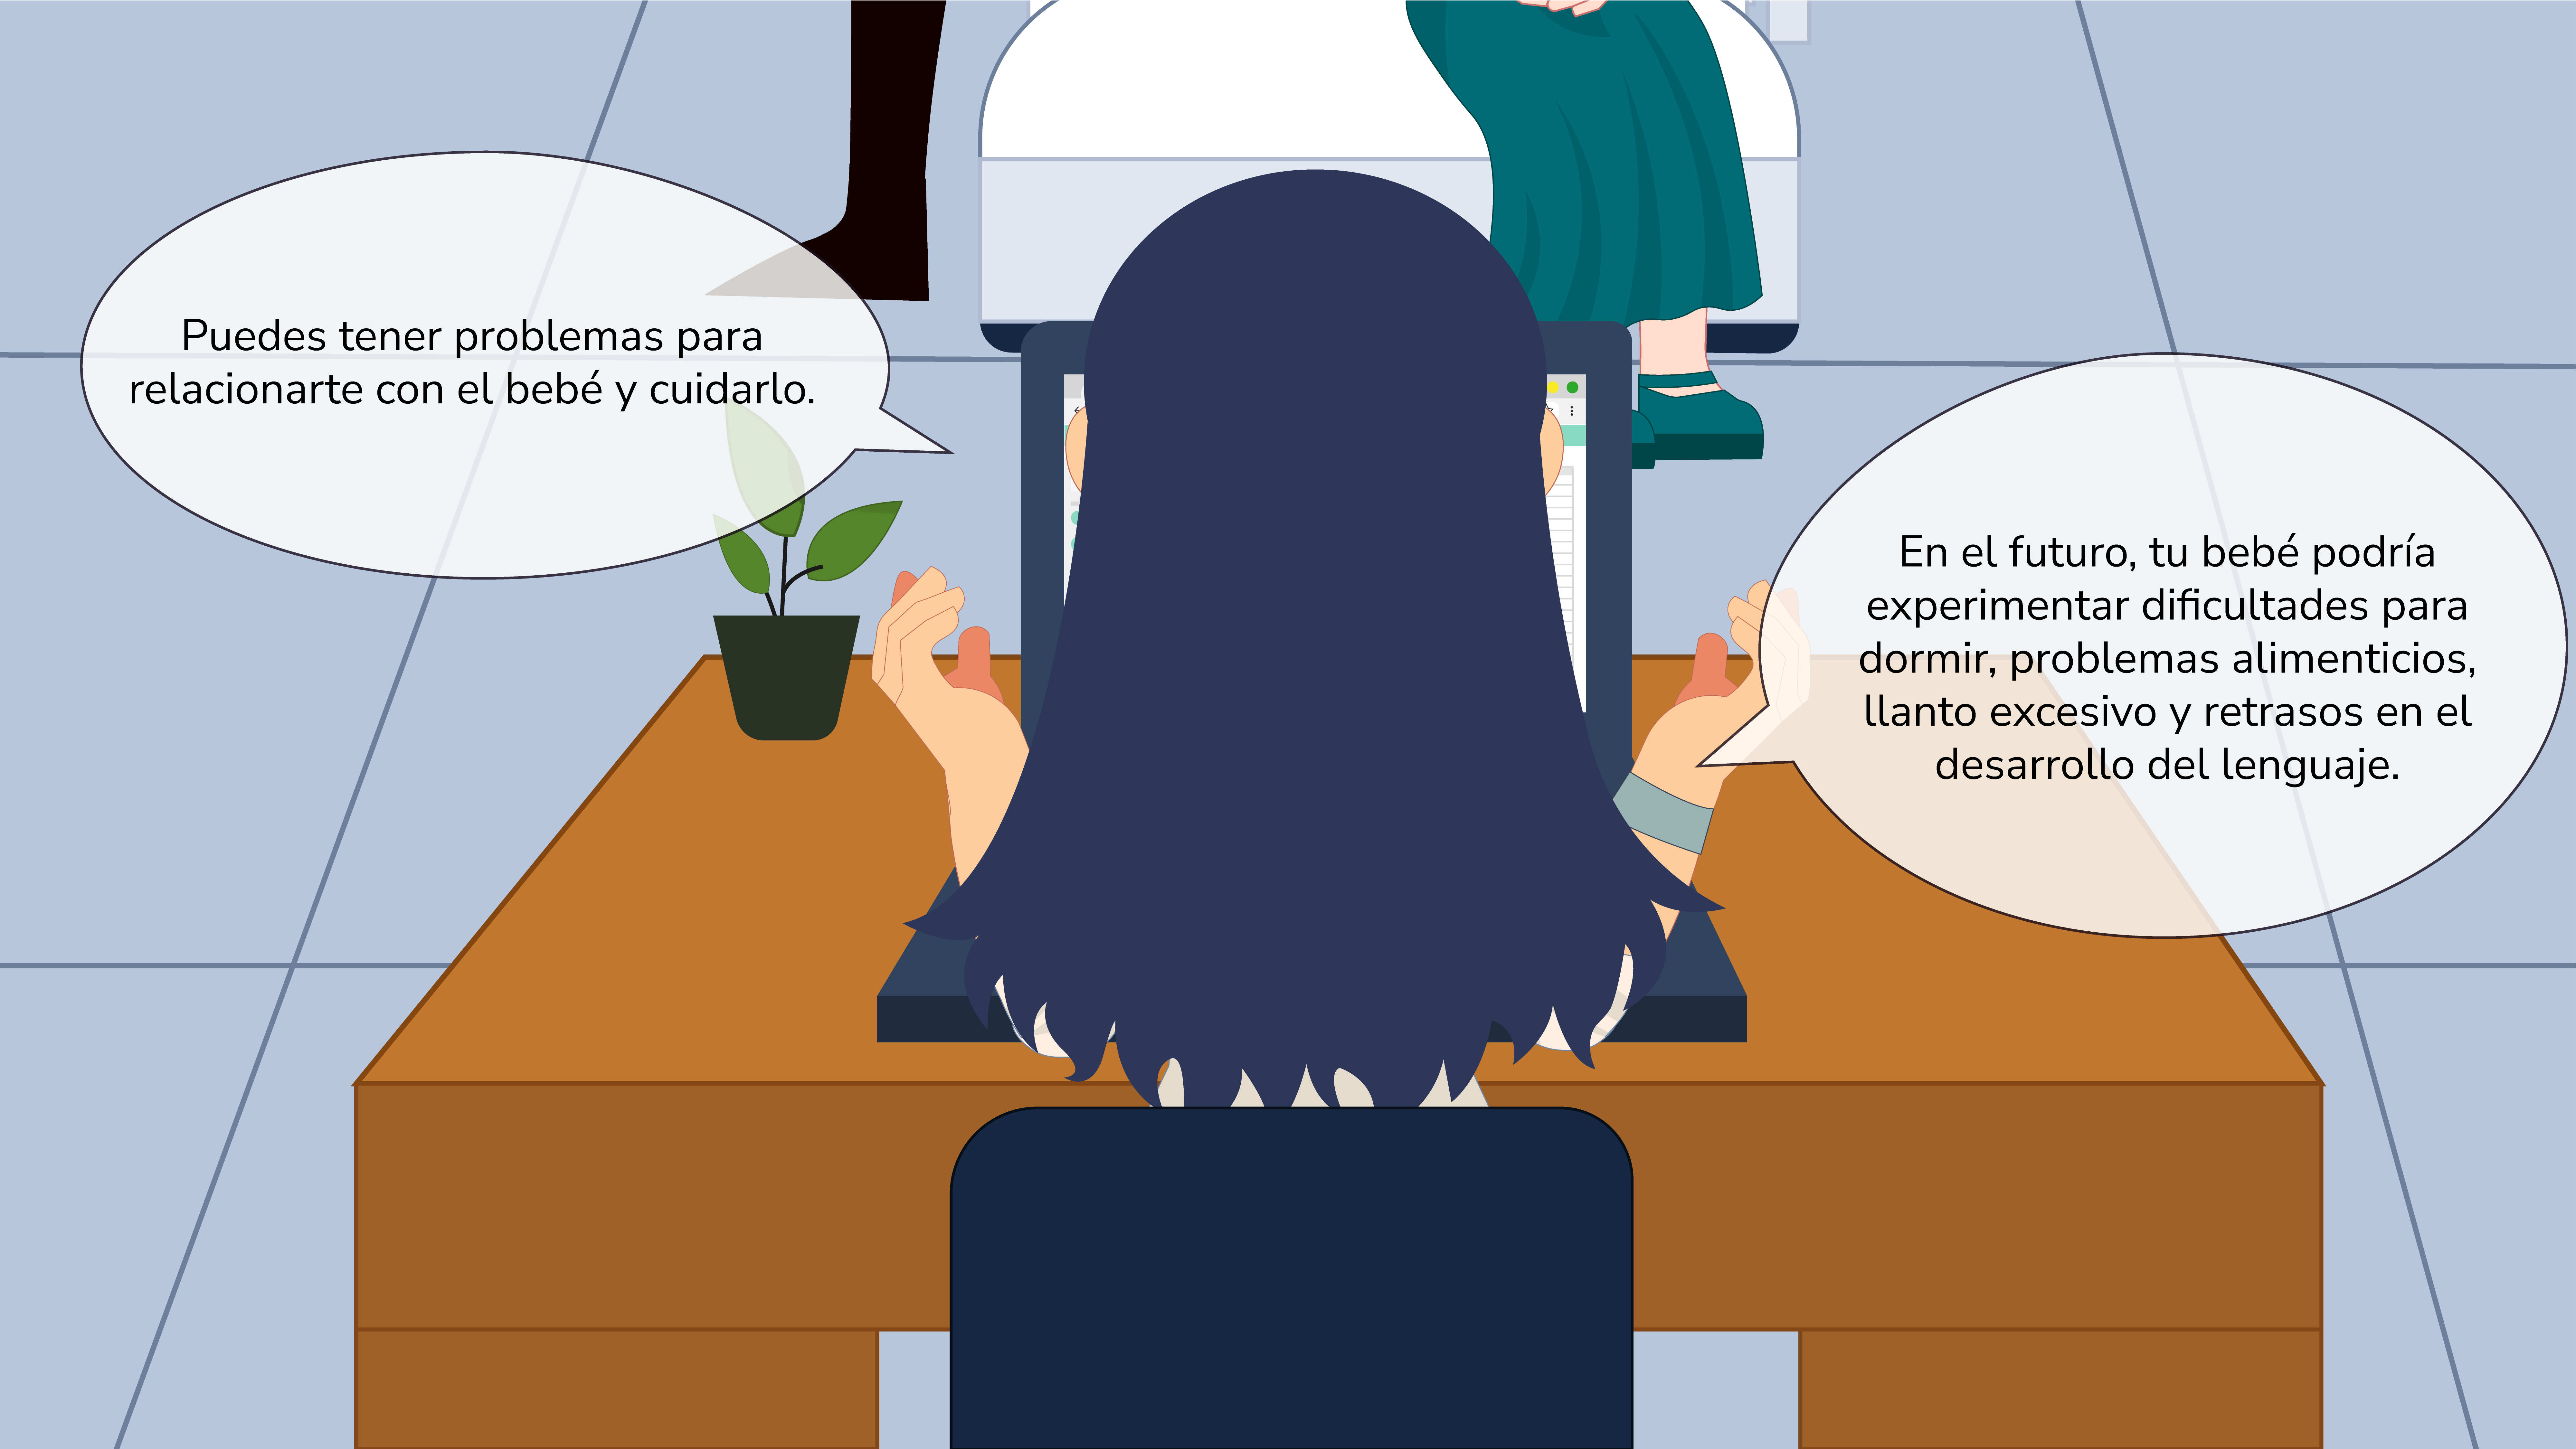 Puedes tener problemas para
relacionarte con el bebé y cuidarlo.
En el futuro, tu bebé podría
experimentar dificultades para
dormir, problemas alimenticios,
llanto excesivo y retrasos en el
desarrollo del lenguaje.